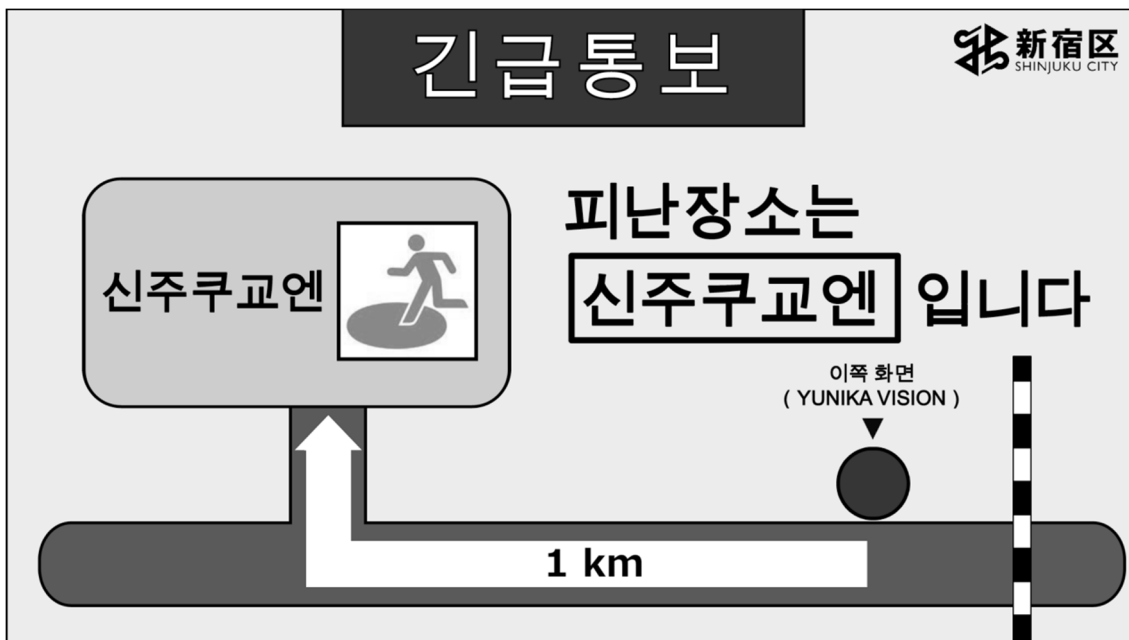 긴급통보
新宿区
SHINJUKU CITY
피난장소는
신주쿠교엔 입니다
신주쿠교엔
이쪽 화면
( YUNIKA VISION )
1 km